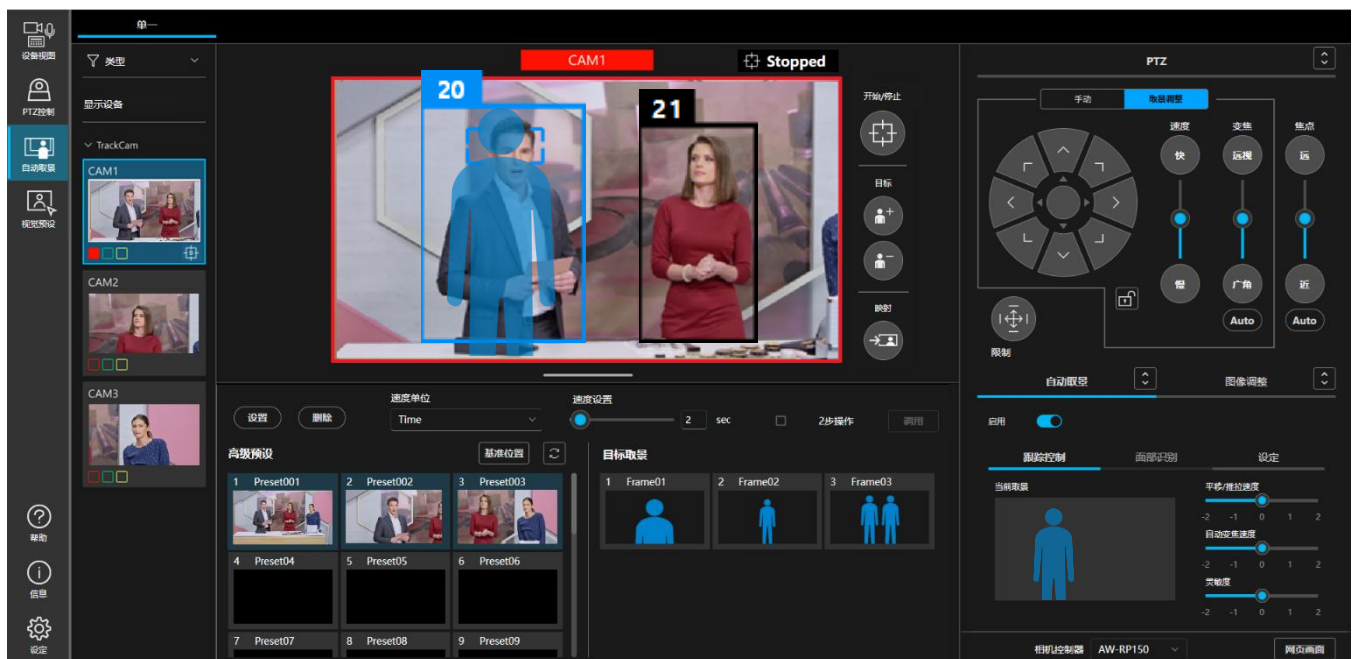 单一
设备视图
PTZ控制
自动取景
视觉预设
帮助
信息
设定
类型
显示设备
TrackCam
CAM1
CAM2
CAM3
CAM1
Stopped
20
21
开始/停止
目标
映射
设置
删除
速度单位
Time
速度设置
2 sec
2步操作
调用
高级预设
基准位置
1 Preset001
2 Preset002
3 Preset003
4 Preset04
5 Preset05
6 Preset06
7 Preset07
8 Preset08
9 Preset09
目标取景
1 Frame01
2 Frame02
3 Frame03
PTZ
手动
取景调整
速度
变焦
焦点
快
远摄
远
慢
广角
近
Auto
Auto
限制
自动取景
图像调整
启用
跟踪控制
面部识别
设定
当前取景
平移/推拉速度
-2 -1 0 1 2
自动变焦速度
-2 -1 0 1 2
灵敏度
-2 -1 0 1 2
相机控制器
AW-RP150
网页画面